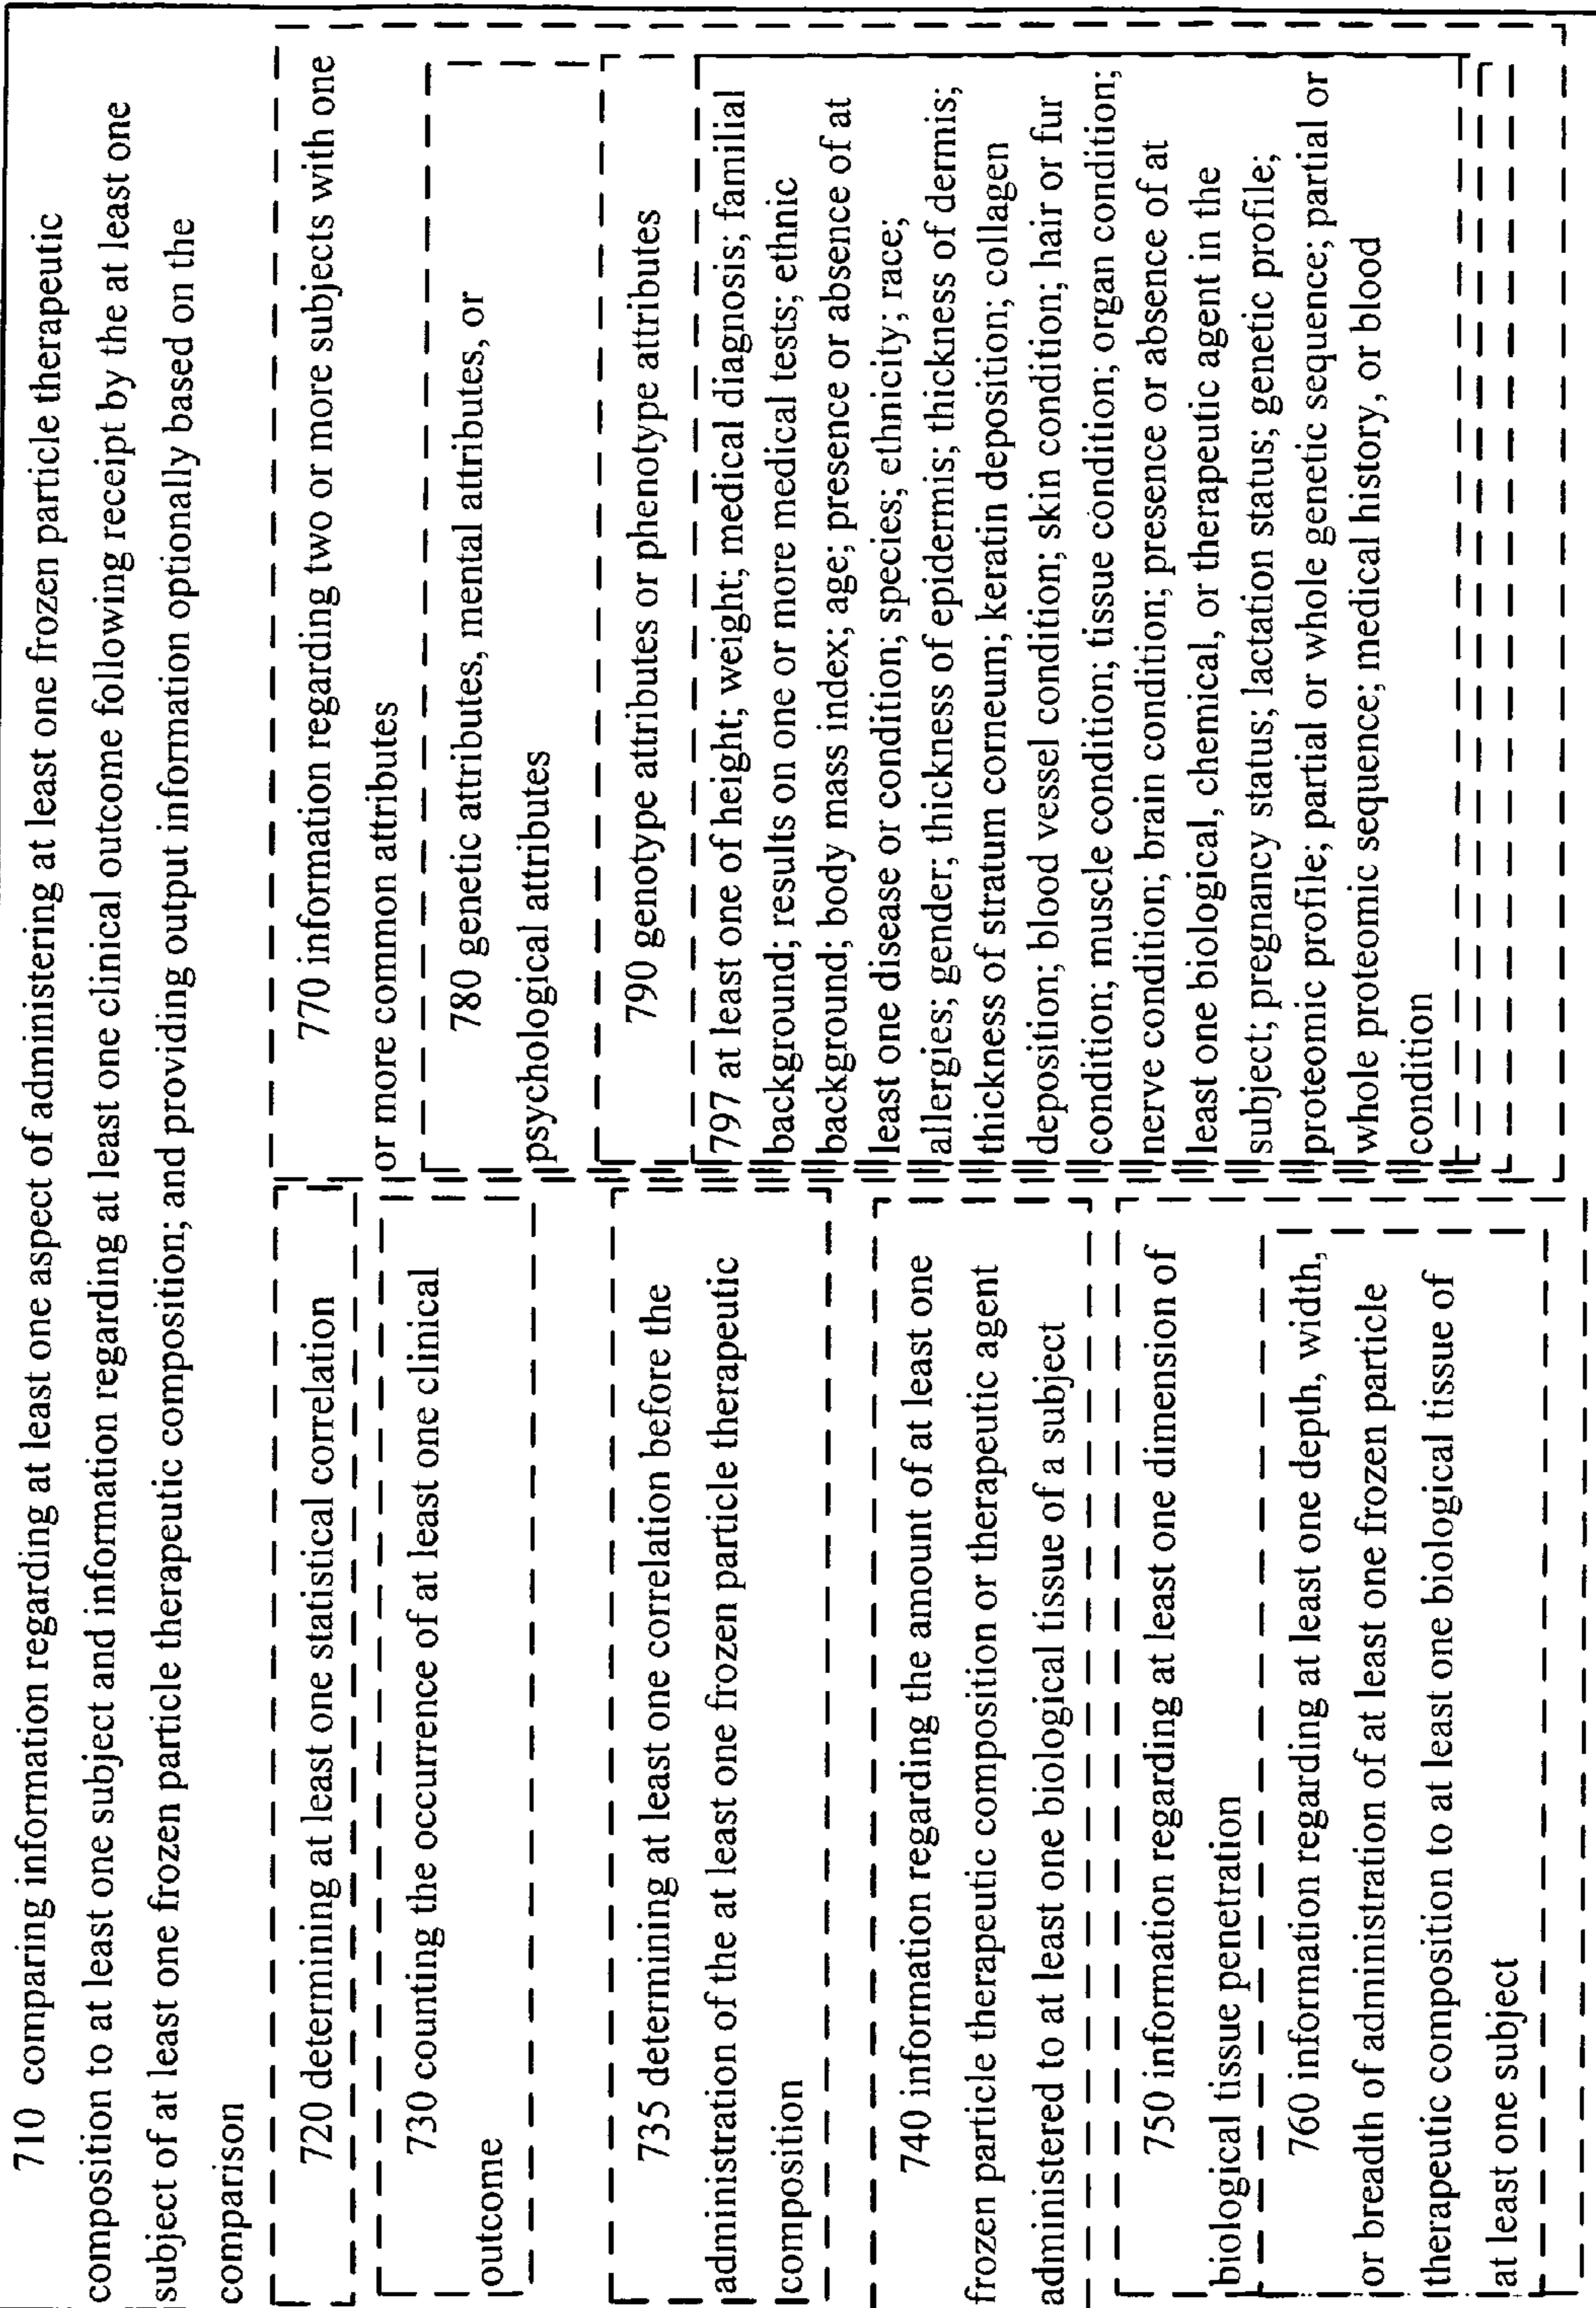 710 comparing information regarding at least one aspect of administering at least one frozen particle therapeutic
composition to at least one subject and information regarding at least one clinical outcome following receipt by the at least one
subject of at least one frozen particle therapeutic composition; and providing output information optionally based on the
comparison
720 determining at least one statistical correlation
730 counting the occurrence of at least one clinical
outcome
735 determining at least one correlation before the
administration of the at least one frozen particle therapeutic
composition
740 information regarding the amount of at least one
frozen particle therapeutic composition or therapeutic agent
administered to at least one biological tissue of a subject
750 information regarding at least one dimension of
biological tissue penetration
760 information regarding at least one depth, width,
or breadth of administration of at least one frozen particle
therapeutic composition to at least one biological tissue of
at least one subject
770 information regarding two or more subjects with one
or more common attributes
780 genetic attributes, mental attributes, or
psychological attributes
790 genotype attributes or phenotype attributes
797 at least one of height; weight; medical diagnosis; familial
background; results on one or more medical tests; ethnic
background; body mass index; age; presence or absence of at
least one disease or condition; species; ethnicity; race;
allergies; gender; thickness of epidermis; thickness of dermis;
thickness of stratum corneum; keratin deposition; collagen
deposition; blood vessel condition; skin condition; hair or fur
condition; muscle condition; tissue condition; organ condition;
nerve condition; brain condition; presence or absence of at
least one biological, chemical, or therapeutic agent in the
subject; pregnancy status; lactation status; genetic profile;
proteomic profile; partial or whole genetic sequence; partial or
whole proteomic sequence; medical history, or blood
condition